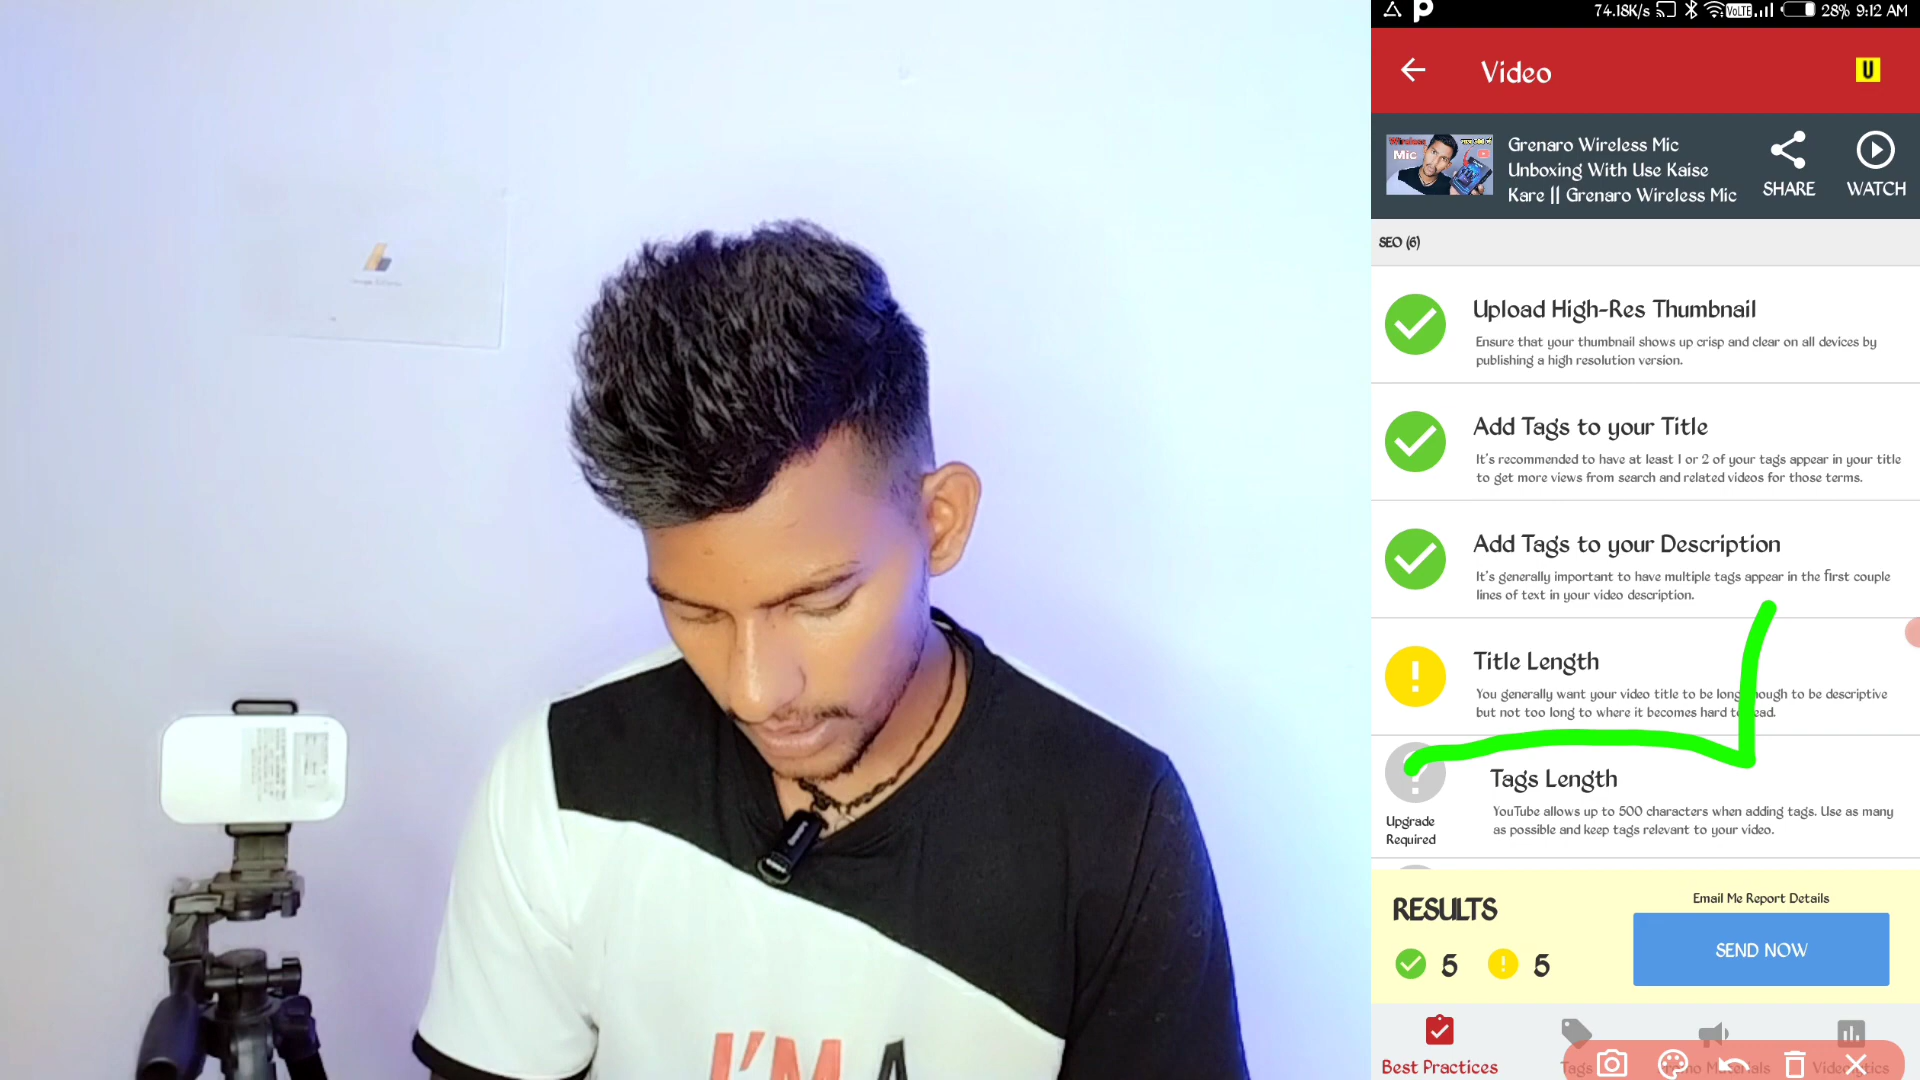 74.18K/s VoLTE 28% 9:12 AM
Video
U
Wireless
Mic
Grenaro Wireless Mic
Unboxing With Use Kaise
Kare || Grenaro Wireless Mic
SHARE
WATCH
SEO (6)
Upload High-Res Thumbnail
Ensure that your thumbnail shows up crisp and clear on all devices by
publishing a high resolution version.
Add Tags to your Title
It's recommended to have at least 1 or 2 of your tags appear in your title
to get more views from search and related videos for those terms.
Add Tags to your Description
It's generally important to have multiple tags appear in the first couple
lines of text in your video description.
Title Length
You generally want your video title to be long to be descriptive
but not too long to where it becomes hard
Tags Length
YouTube allows up to 500 characters when adding tags. Use as many
as possible and keep tags relevant to your video.
Upgrade
Required
RESULTS
5
5
Email Me Report Details
SEND NOW
Best Practices
Tags
I'M A